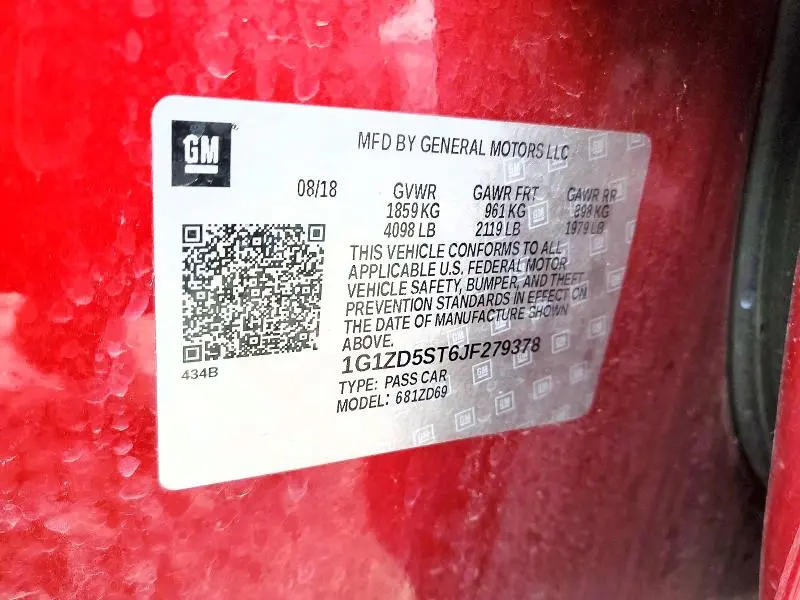 GM
MFD BY GENERAL MOTORS LLC
08/18 GVWR GAWR FRT GAWR RR
1859 KG 961 KG 898 KG
4098 LB 2119 LB 1979 LB
THIS VEHICLE CONFORMS TO ALL
APPLICABLE U.S. FEDERAL MOTOR
VEHICLE SAFETY, BUMPER, AND THEFT
PREVENTION STANDARDS IN EFFECT ON
THE DATE OF MANUFACTURE SHOWN
ABOVE.
434B
1G1ZD5ST6JF279378
TYPE: PASS CAR
MODEL: 681ZD69